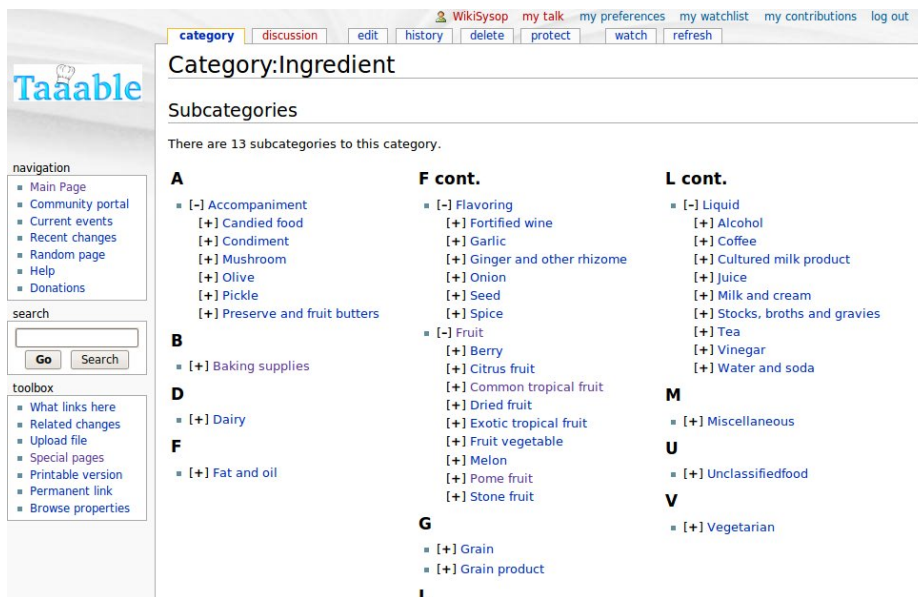 WikiSysop my talk my preferences my watchlist my contributions log out
category discussion edit history delete protect watch refresh
Taaable
navigation
Main Page
Community portal
Current events
Recent changes
Random page
Help
Donations
search
Go Search
toolbox
What links here
Related changes
Upload file
Special pages
Printable version
Permanent link
Browse properties
Category:Ingredient
Subcategories
There are 13 subcategories to this category.
A
[-] Accompaniment
[+] Candied food
[+] Condiment
[+] Mushroom
[+] Olive
[+] Pickle
[+] Preserve and fruit butters
B
[+] Baking supplies
D
[+] Dairy
F
[+] Fat and oil
F cont.
[-] Flavoring
[+] Fortified wine
[+] Garlic
[+] Ginger and other rhizome
[+] Onion
[+] Seed
[+] Spice
[-] Fruit
[+] Berry
[+] Citrus fruit
[+] Common tropical fruit
[+] Dried fruit
[+] Exotic tropical fruit
[+] Fruit vegetable
[+] Melon
[+] Pome fruit
[+] Stone fruit
G
[+] Grain
[+] Grain product
L cont.
[-] Liquid
[+] Alcohol
[+] Coffee
[+] Cultured milk product
[+] Juice
[+] Milk and cream
[+] Stocks, broths and gravies
[+] Tea
[+] Vinegar
[+] Water and soda
M
[+] Miscellaneous
U
[+] Unclassifiedfood
V
[+] Vegetarian